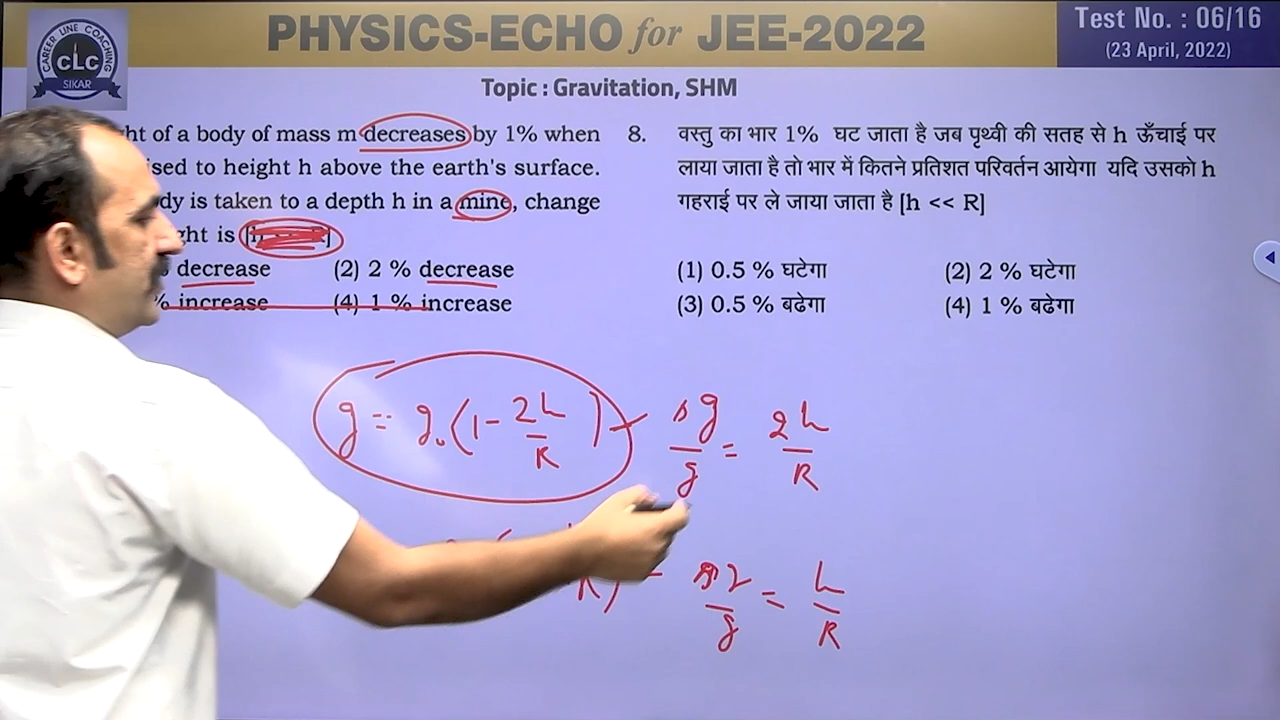 PHYSICS-ECHO for JEE-2022
Test No. : 06/16
(23 April, 2022)
CAREER LINE COACHING
CLC
SIKAR
Topic : Gravitation, SHM
of a body of mass m decreases by 1% when
to height h above the earth's surface.
is taken to a depth h in a mine, change
is
% decrease (2) 2 % decrease
% increase (4) 1 % increase
8. वस्तु का भार 1% घट जाता है जब पृथ्वी की सतह से h ऊँचाई पर
लाया जाता है तो भार में कितने प्रतिशत परिवर्तन आयेगा यदि उसको h
गहराई पर ले जाया जाता है [h << R]
(1) 0.5 % घटेगा (2) 2 % घटेगा
(3) 0.5 % बढेगा (4) 1 % बढेगा
g = g₀(1 - 2h/R) - Δg/g = 2h/R
Δg/g = h/R